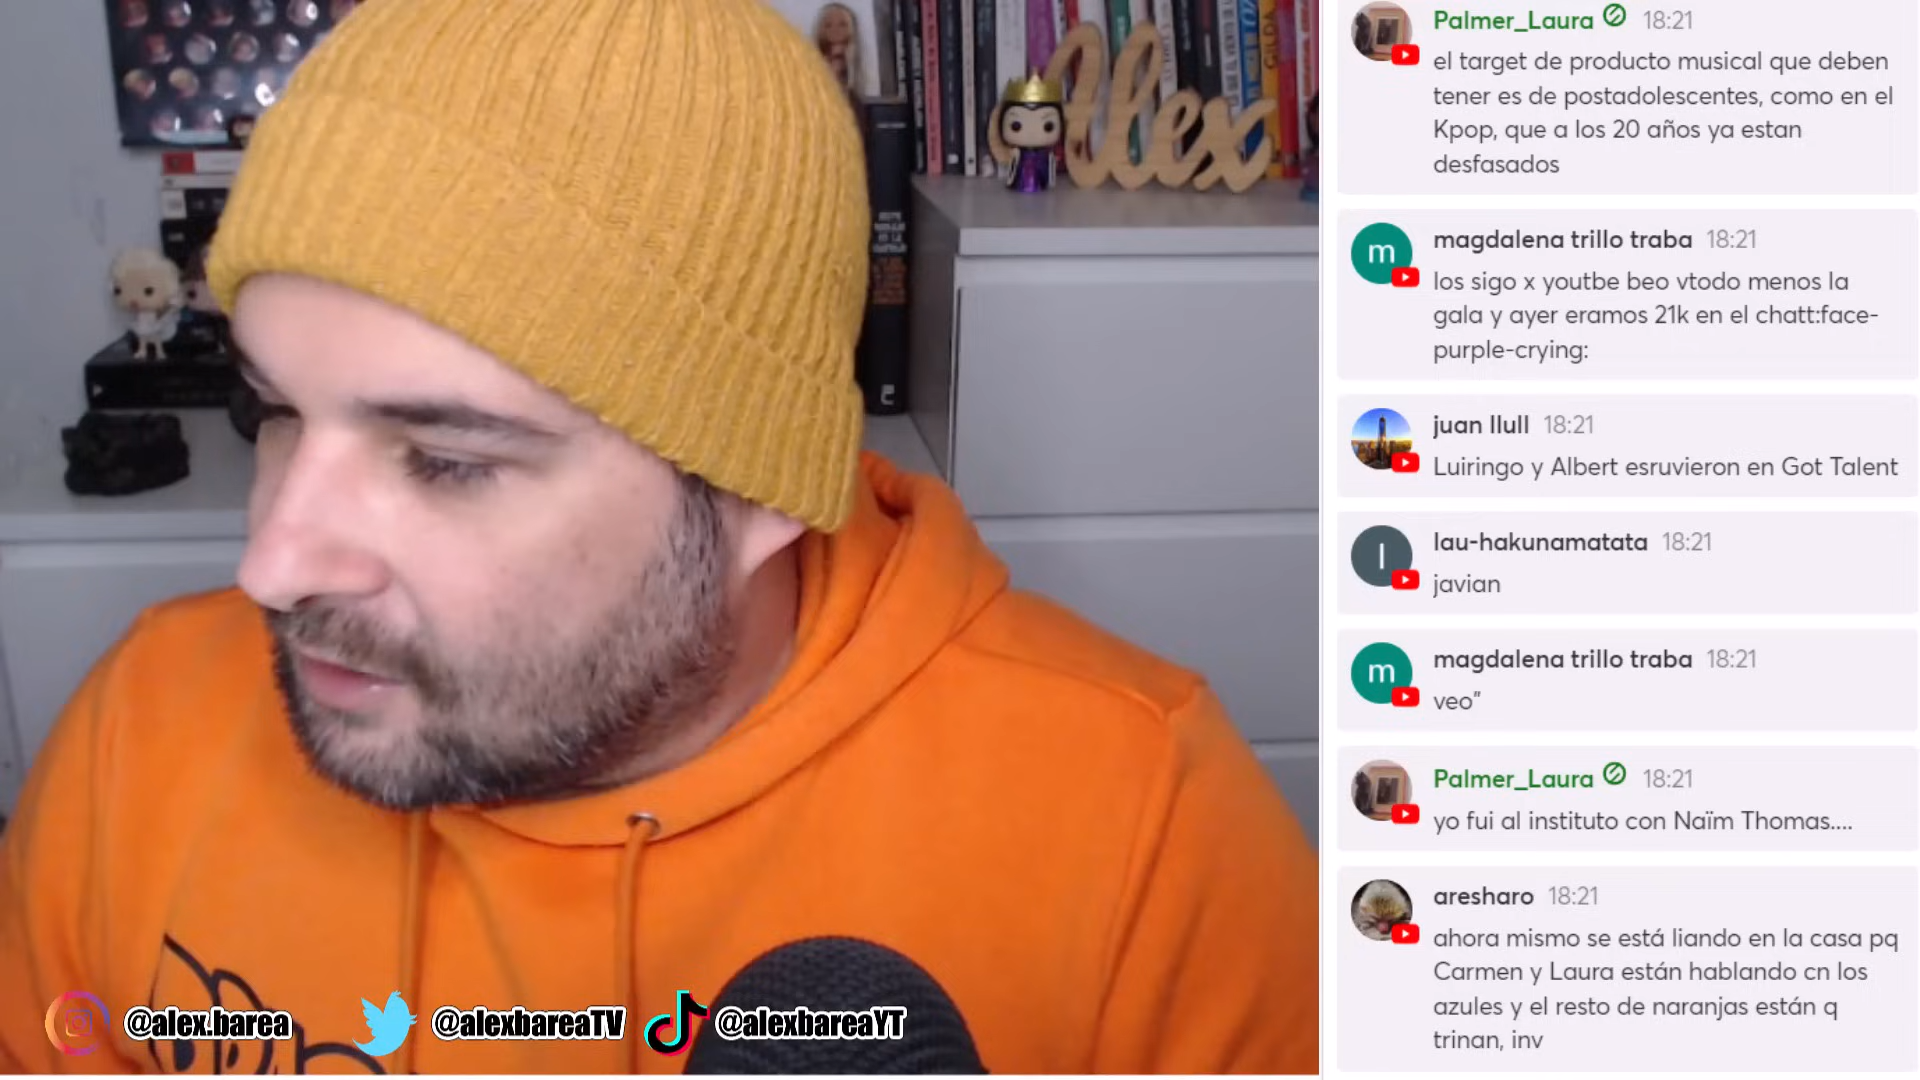 Alex
GILDA
@alex.barea
@alexbareaTV
@alexbareaYT
Palmer_Laura 18:21
el target de producto musical que deben
tener es de postadolescentes, como en el
Kpop, que a los 20 años ya estan
desfasados
m
magdalena trillo traba 18:21
los sigo x youtbe beo vtodo menos la
gala y ayer eramos 21k en el chatt:face-
purple-crying:
juan llull 18:21
Luiringo y Albert esruvieron en Got Talent
l
lau-hakunamatata 18:21
javian
m
magdalena trillo traba 18:21
veo”
Palmer_Laura 18:21
yo fui al instituto con Naïm Thomas....
aresharo 18:21
ahora mismo se está liando en la casa pq
Carmen y Laura están hablando cn los
azules y el resto de naranjas están q
trinan, inv